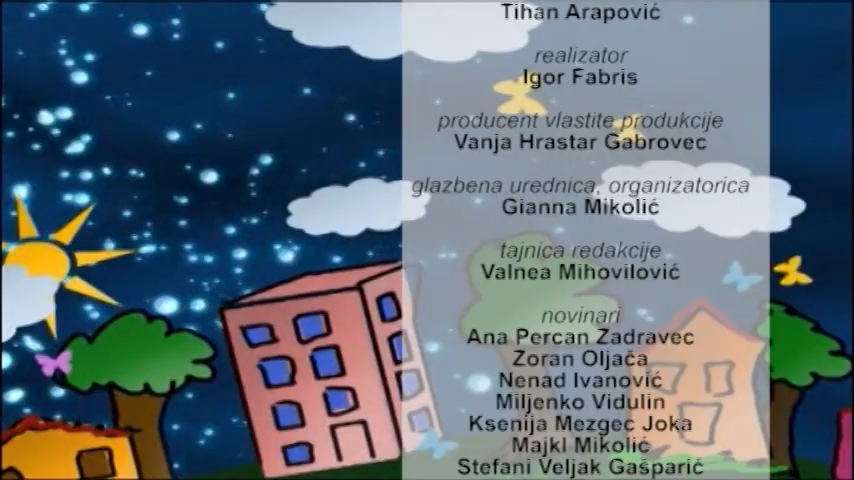 Tihan Arapović
realizator
Igor Fabris
producent vlastite produkcije
Vanja Hrastar Gabrovec
glazbena urednica, organizatorica
Gianna Mikolić
tajnica redakcije
Valnea Mihovilović
novinari
Ana Percan Zadravec
Zoran Oljača
Nenad Ivanović
Miljenko Vidulin
Ksenija Mezgec Joka
Majkl Mikolić
Stefani Veljak Gašparić